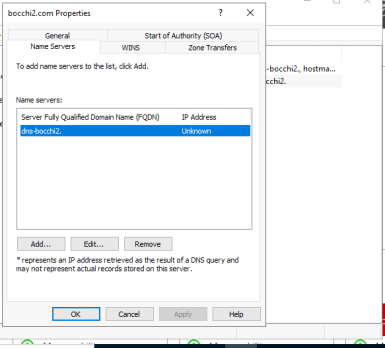 bocchi2.com Properties
? ×
General
Start of Authority (SOA)
Name Servers
WINS
Zone Transfers
To add name servers to the list, click Add.
-bocchi2., hostma...
cchi2.
Name servers:
Server Fully Qualified Domain Name (FQDN)
IP Address
dns-bocchi2.
Unknown
Add...
Edit...
Remove
* represents an IP address retrieved as the result of a DNS query and
may not represent actual records stored on this server.
OK
Cancel
Apply
Help